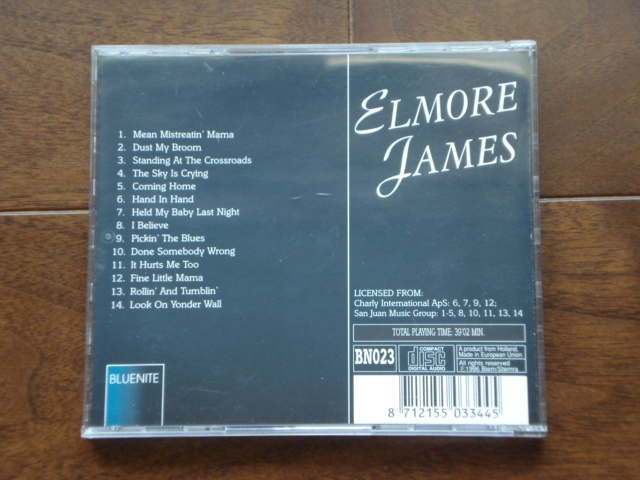 ELMORE
JAMES
1. Mean Mistreatin' Mama
2. Dust My Broom
3. Standing At The Crossroads
4. The Sky Is Crying
5. Coming Home
6. Hand In Hand
7. Held My Baby Last Night
8. I Believe
9. Pickin' The Blues
10. Done Somebody Wrong
11. It Hurts Me Too
12. Fine Little Mama
13. Rollin' And Tumblin'
14. Look On Yonder Wall
LICENSED FROM:
Charly International ApS: 6, 7, 9, 12;
San Juan Music Group: 1-5, 8, 10, 11, 13, 14
TOTAL PLAYING TIME: 39'02 MIN.
BLUENITE
BN023
COMPACT
disc
DIGITAL AUDIO
A product from Holland.
Made in European Union
All rights reserved
℗ 1996 Biem/Stemra
8 712155 033445